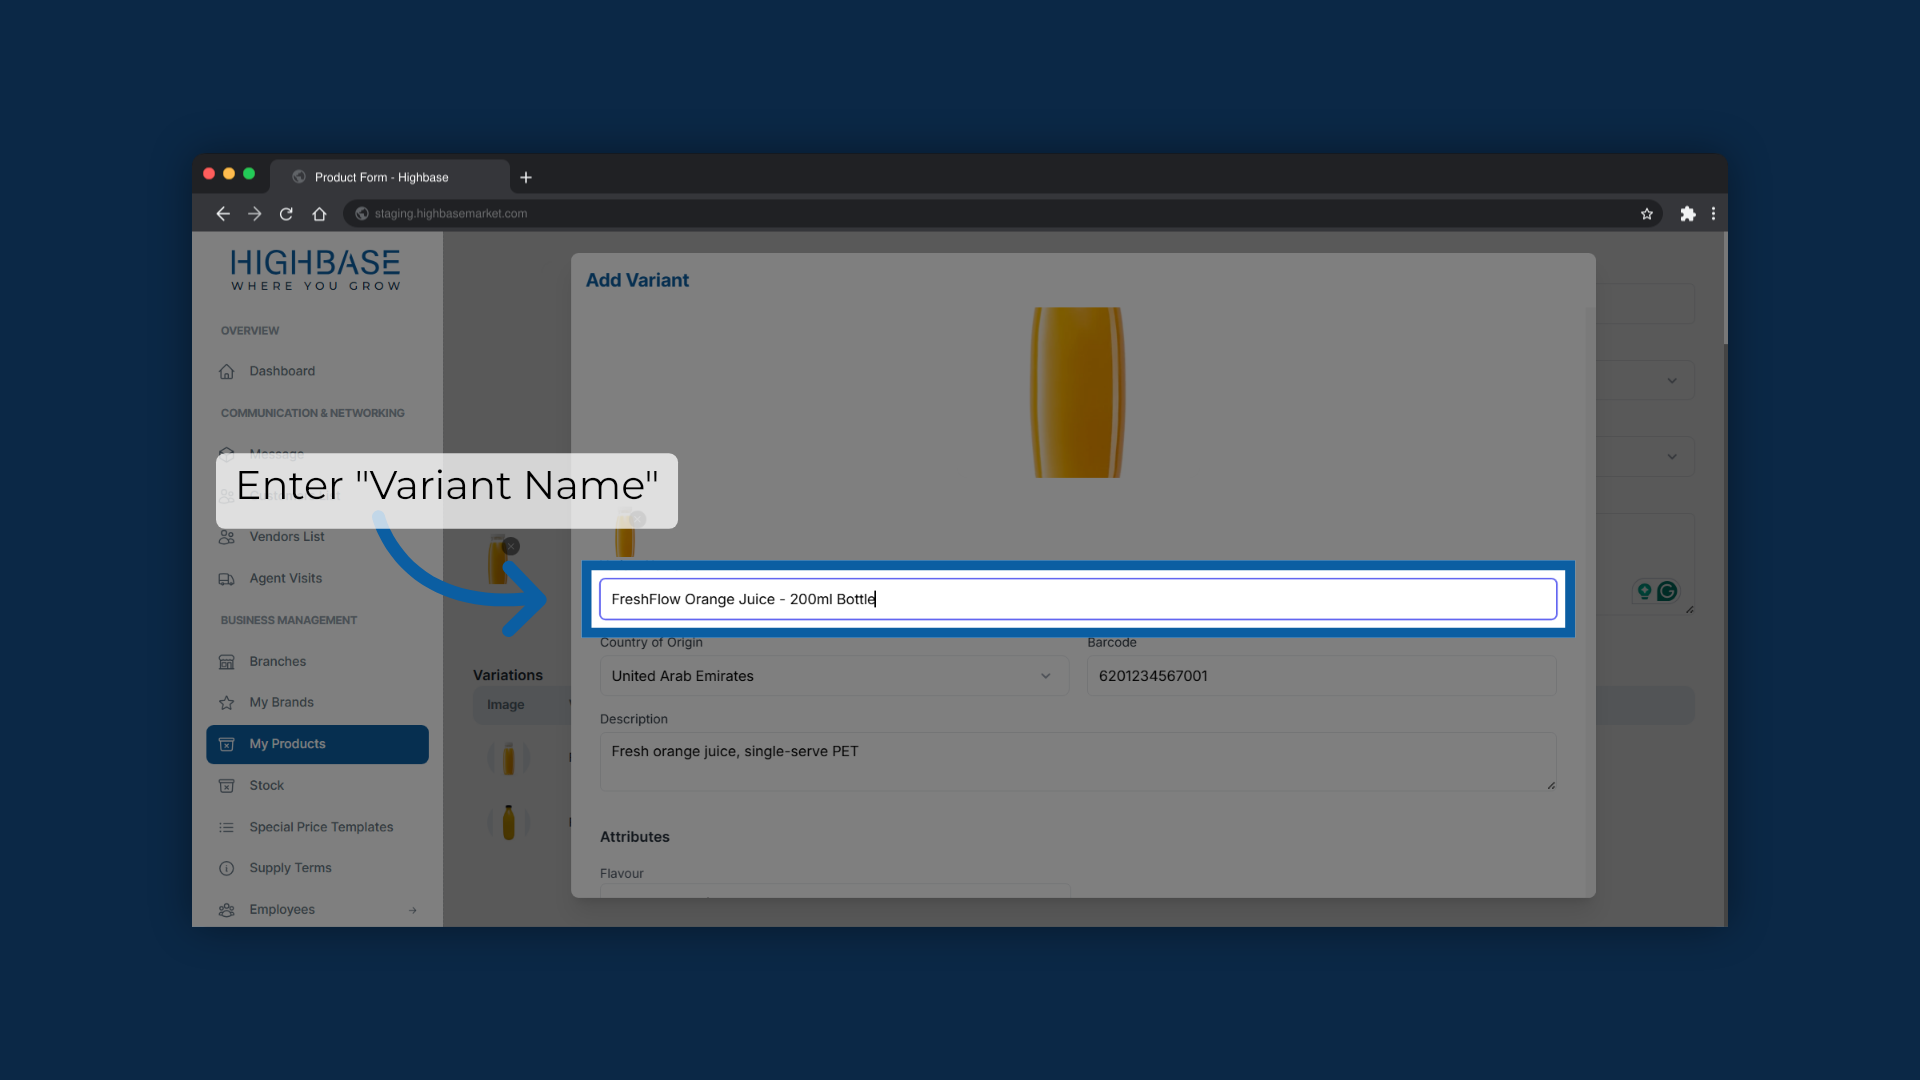 Product Form - Highbase
staging.highbasemarket.com
HIGHBASE
WHERE YOU GROW
OVERVIEW
Dashboard
COMMUNICATION & NETWORKING
Message
Enter "Variant Name"
Vendors List
Agent Visits
BUSINESS MANAGEMENT
Branches
My Brands
My Products
Stock
Special Price Templates
Supply Terms
Employees
Variations
Image
Add Variant
FreshFlow Orange Juice - 200ml Bottle
Country of Origin
Barcode
United Arab Emirates
6201234567001
Description
Fresh orange juice, single-serve PET
Attributes
Flavour